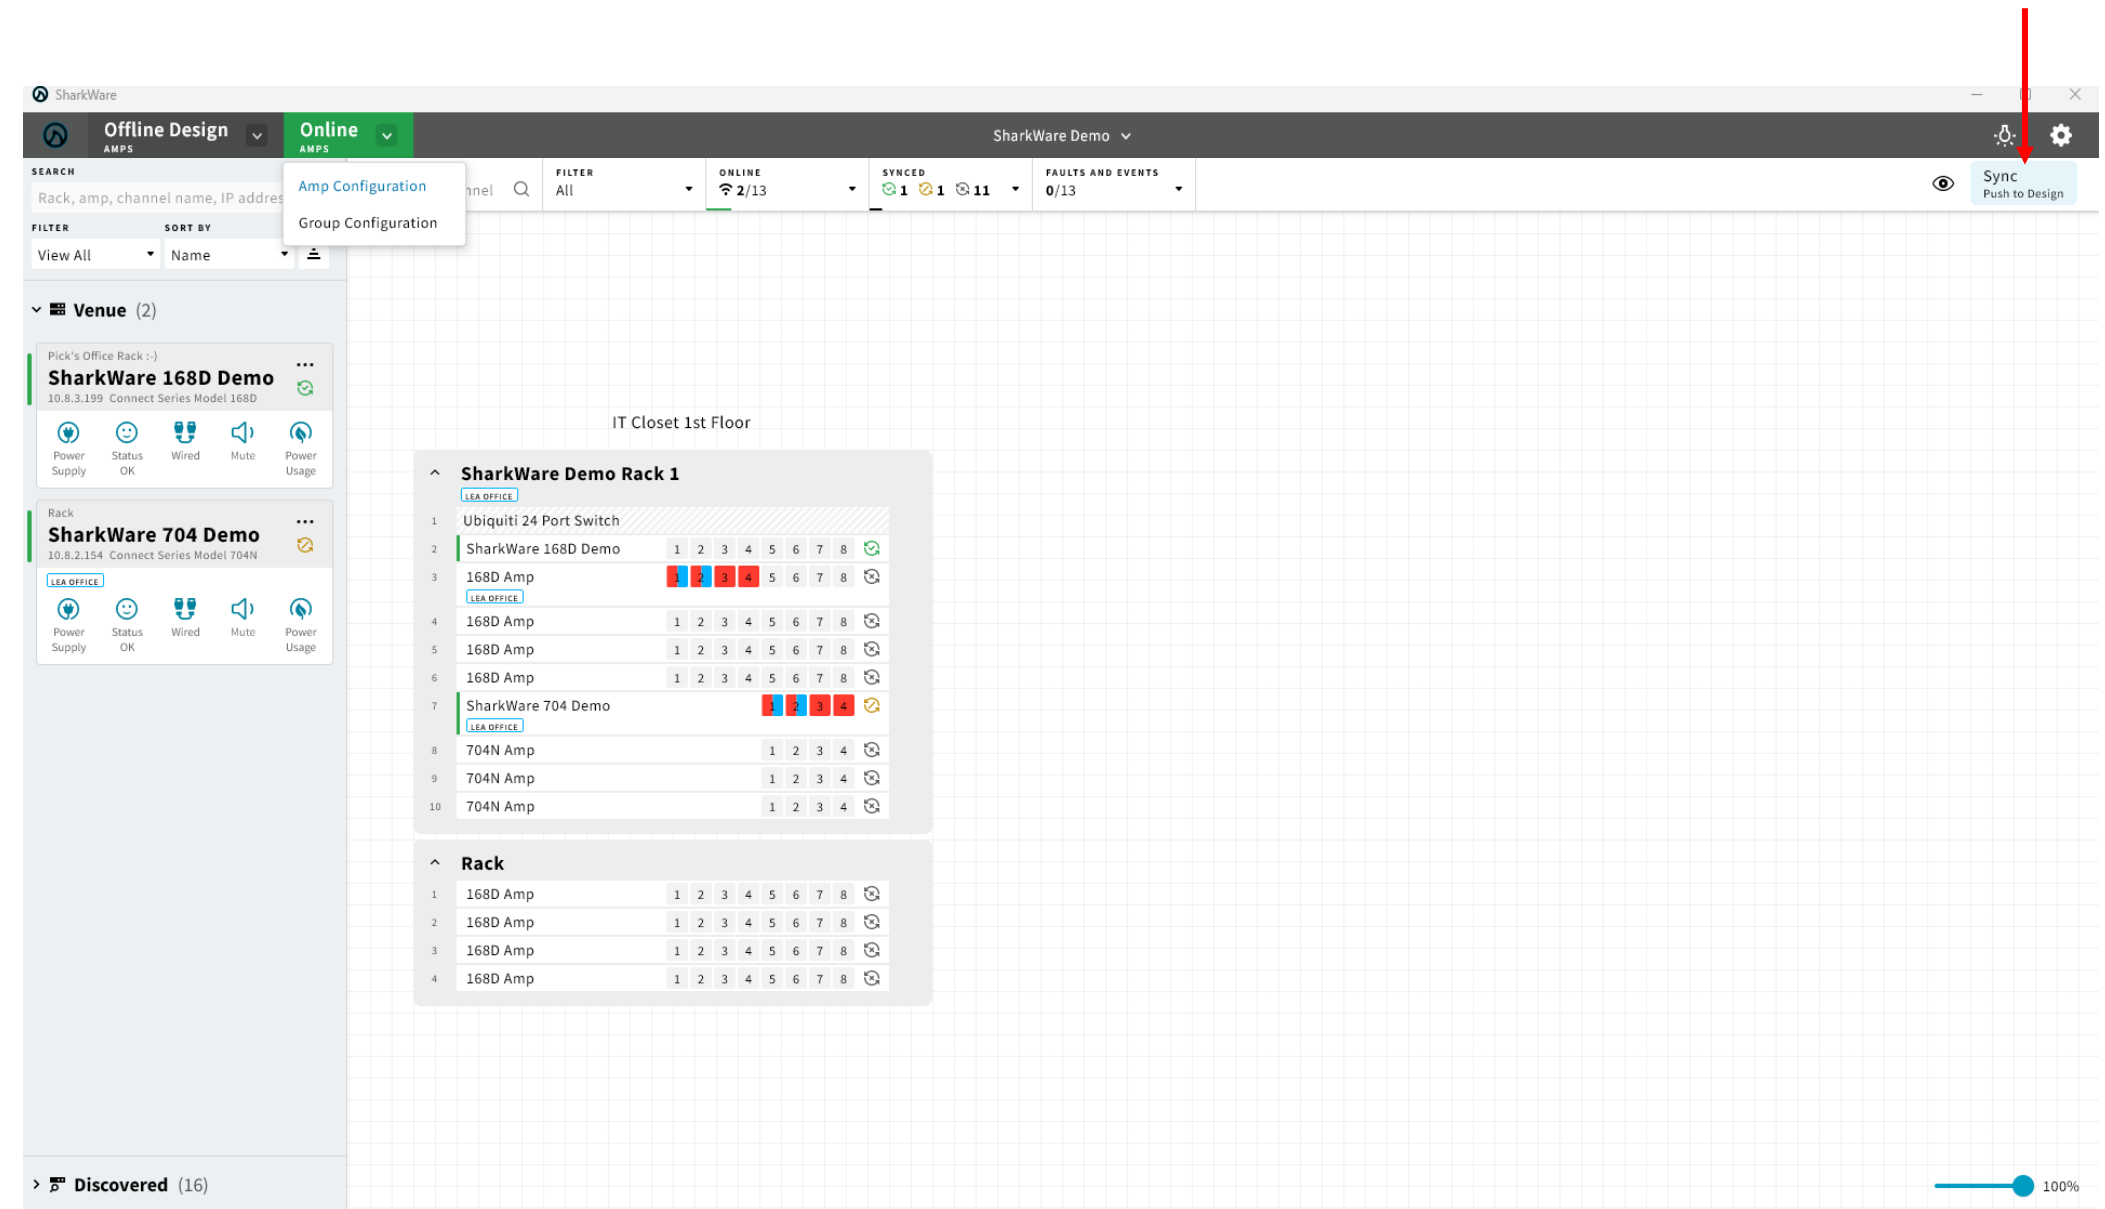 SharkWare
Offline Design
AMPS
Online
AMPS
SharkWare Demo
SEARCH
Rack, amp, channel name, IP addres
Amp Configuration
Group Configuration
nnel
FILTER
All
ONLINE
2/13
SYNCED
1 1 11
FAULTS AND EVENTS
0/13
Sync
Push to Design
FILTER
View All
SORT BY
Name
Venue (2)
Pick's Office Rack :-)
SharkWare 168D Demo
10.8.3.199 Connect Series Model 168D
Power Supply
Status OK
Wired
Mute
Power Usage
Rack
SharkWare 704 Demo
10.8.2.154 Connect Series Model 704N
LEA OFFICE
Power Supply
Status OK
Wired
Mute
Power Usage
Discovered (16)
IT Closet 1st Floor
SharkWare Demo Rack 1
LEA OFFICE
1 Ubiquiti 24 Port Switch
2 SharkWare 168D Demo 1 2 3 4 5 6 7 8
3 168D Amp 1 2 3 4 5 6 7 8
LEA OFFICE
4 168D Amp 1 2 3 4 5 6 7 8
5 168D Amp 1 2 3 4 5 6 7 8
6 168D Amp 1 2 3 4 5 6 7 8
7 SharkWare 704 Demo 1 2 3 4
LEA OFFICE
8 704N Amp 1 2 3 4
9 704N Amp 1 2 3 4
10 704N Amp 1 2 3 4
Rack
1 168D Amp 1 2 3 4 5 6 7 8
2 168D Amp 1 2 3 4 5 6 7 8
3 168D Amp 1 2 3 4 5 6 7 8
4 168D Amp 1 2 3 4 5 6 7 8
100%